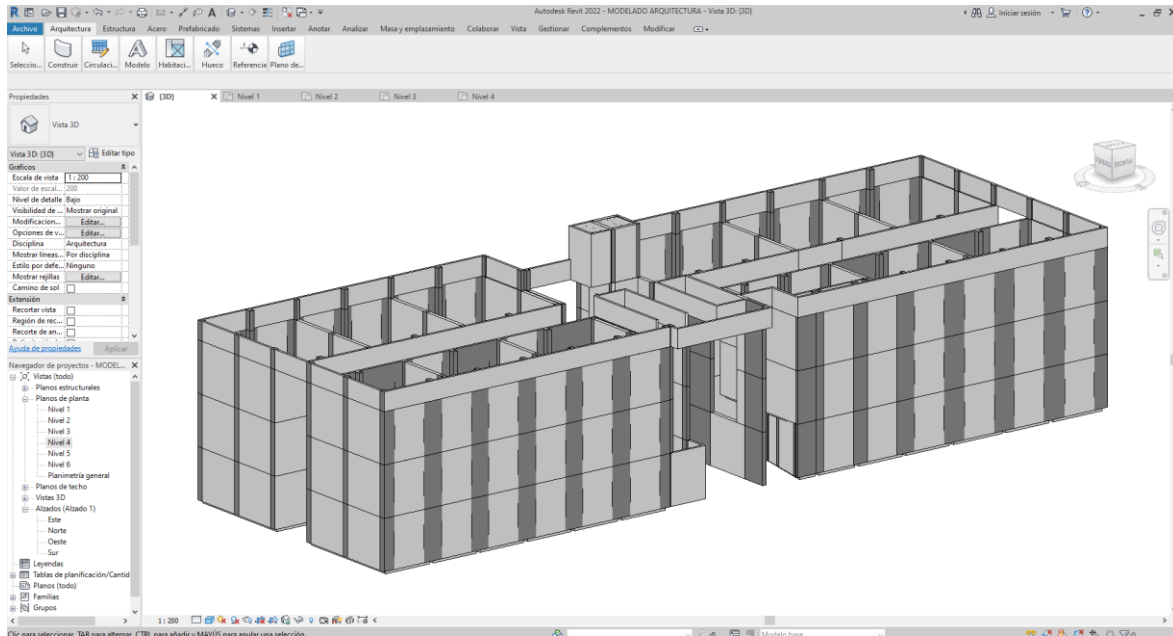 Autodesk Revit 2022 - MODELADO ARQUITECTURA - Vista 3D: {3D}
Iniciar sesión
Archivo Arquitectura Estructura Acero Prefabricado Sistemas Insertar Anotar Analizar Masa y emplazamiento Colaborar Vista Gestionar Complementos Modificar
Seleccio... Construir Circulaci... Modelo Habitaci... Hueco Referencia Plano de...
Propiedades
{3D} Nivel 1 Nivel 2 Nivel 3 Nivel 4
Vista 3D
Vista 3D: {3D} Editar tipo
Gráficos
Escala de vista 1 : 200
Valor de escal... 200
Nivel de detalle Bajo
Visibilidad de ... Mostrar original
Modificacion... Editar...
Opciones de v... Editar...
Disciplina Arquitectura
Mostrar líneas... Por disciplina
Estilo por defe... Ninguno
Mostrar rejillas Editar...
Camino de sol
Extensión
Recortar vista
Región de rec...
Recorte de an...
Ayuda de propiedades Aplicar
Navegador de proyectos - MODEL...
Vistas (todo)
Planos estructurales
Planos de planta
Nivel 1
Nivel 2
Nivel 3
Nivel 4
Nivel 5
Nivel 6
Planimetría general
Planos de techo
Vistas 3D
Alzados (Alzado 1)
Este
Norte
Oeste
Sur
Leyendas
Tablas de planificación/Cantid
Planos (todo)
Familias
Grupos
FRONTAL
1 : 200
Clic para seleccionar, TAB para alternar, CTRL para añadir y MAYÚS para anular una selección.
Modelo base